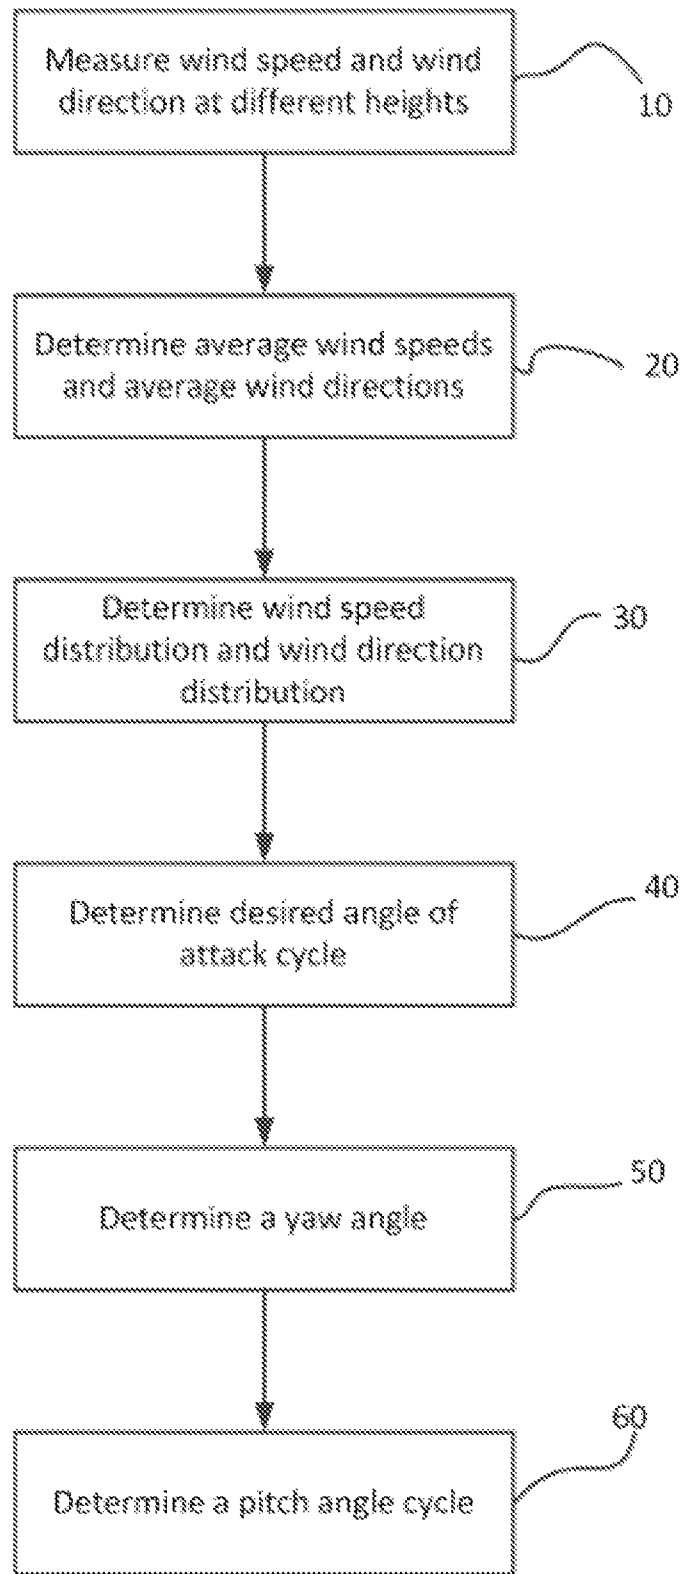 Measure wind speed and wind
direction at different heights
10
Determine average wind speeds
and average wind directions
20
Determine wind speed
distribution and wind direction
distribution
30
Determine desired angle of
attack cycle
40
Determine a yaw angle
50
Determine a pitch angle cycle
60